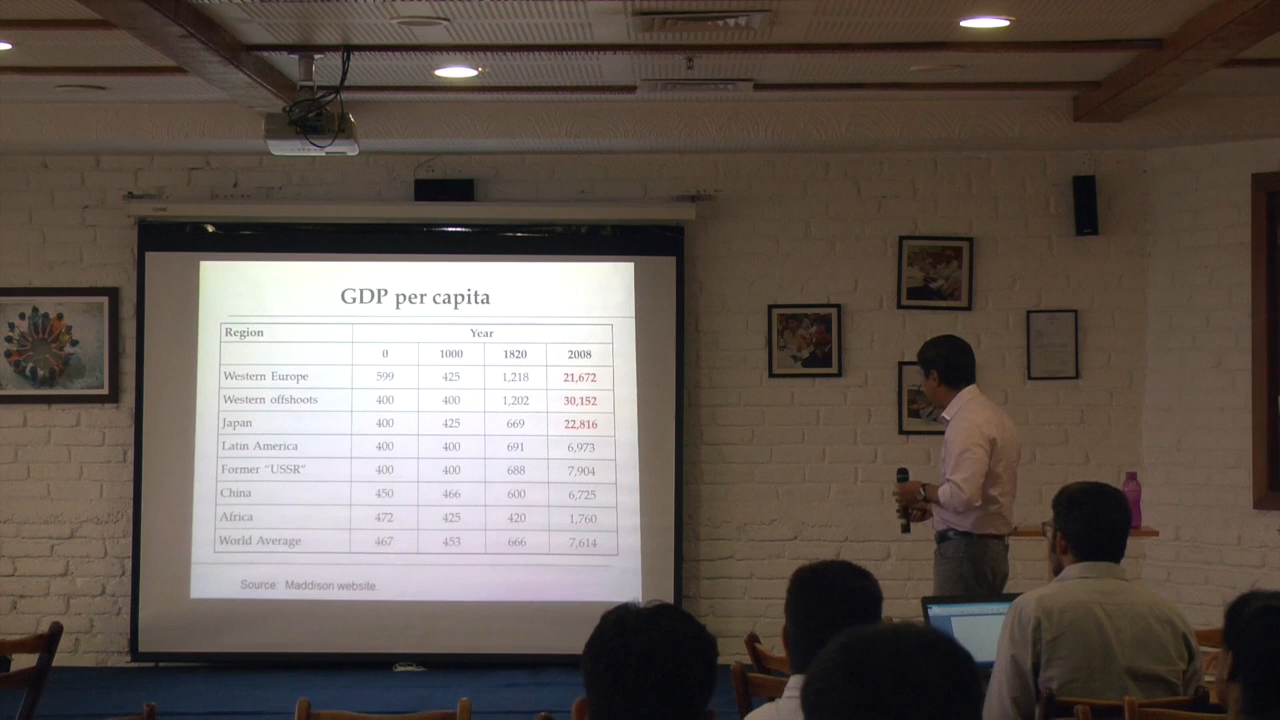 GDP per capita
Region Year
0 1000 1820 2008
Western Europe 599 425 1,218 21,672
Western offshoots 400 400 1,202 30,152
Japan 400 425 669 22,816
Latin America 400 400 691 6,973
Former "USSR" 400 400 688 7,904
China 450 466 600 6,725
Africa 472 425 420 1,760
World Average 467 453 666 7,614
Source: Maddison website.